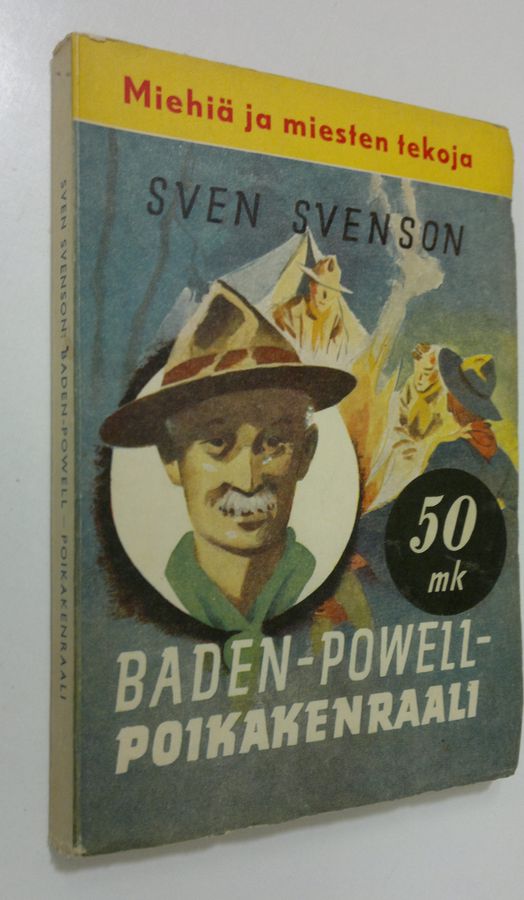 Miehiä ja miesten tekoja
SVEN SVENSON
50
mk
BADEN-POWELL-
POIKAKENRAALI
SVEN SVENSON: BADEN-POWELL – POIKAKENRAALI